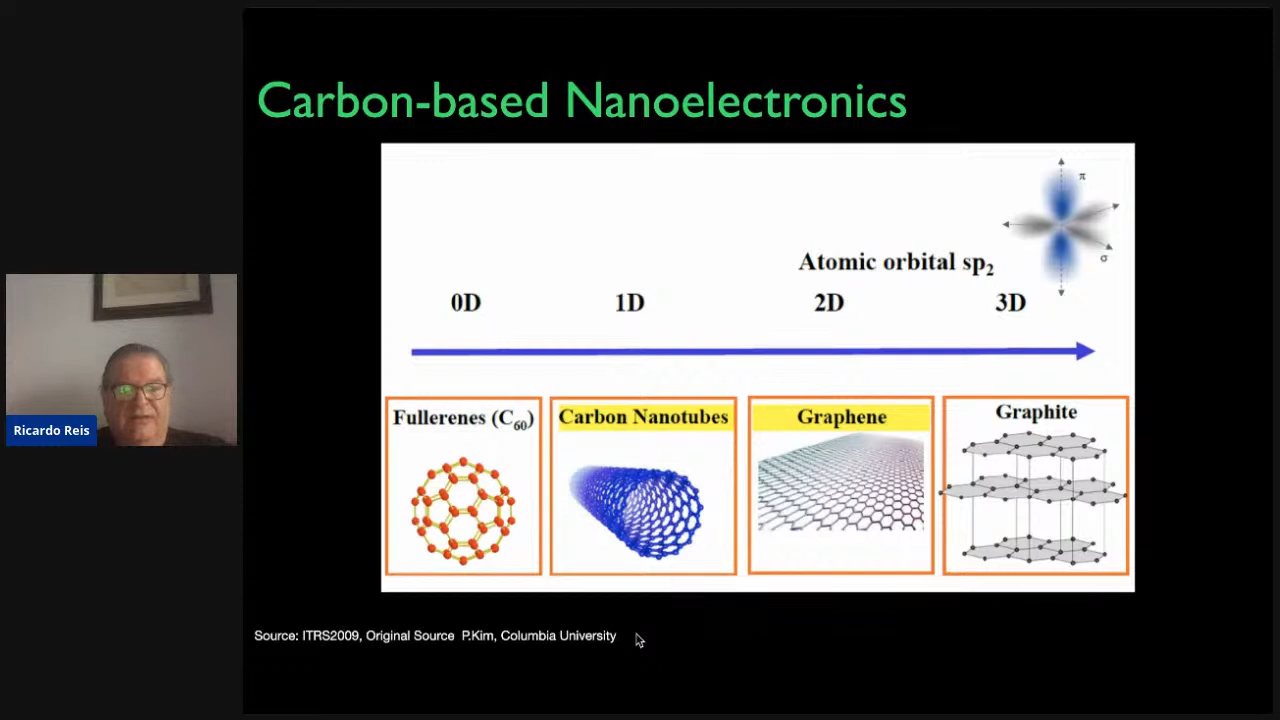 Carbon-based Nanoelectronics
π
σ
Atomic orbital sp₂
0D 1D 2D 3D
Fullerenes (C₆₀) Carbon Nanotubes Graphene Graphite
Ricardo Reis
Source: ITRS2009, Original Source P.Kim, Columbia University